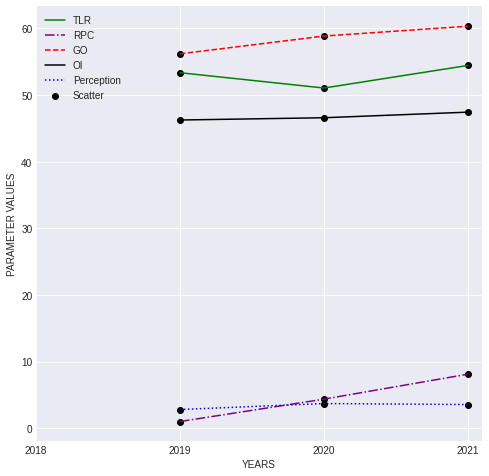 TLR
RPC
GO
OI
Perception
Scatter
PARAMETER VALUES
60
50
40
30
20
10
0
2018 2019 2020 2021
YEARS